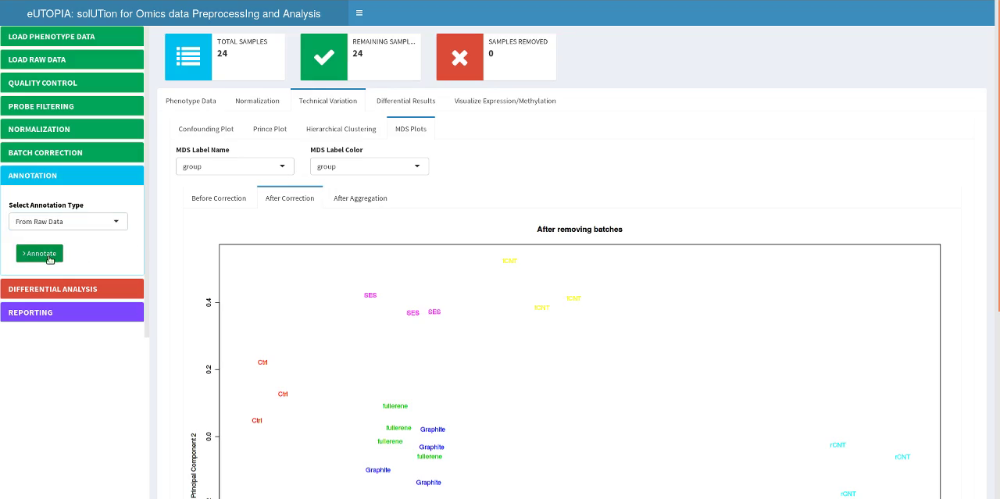 eUTOPIA: solUTion for Omics data PreprocessIng and Analysis
LOAD PHENOTYPE DATA
LOAD RAW DATA
QUALITY CONTROL
PROBE FILTERING
NORMALIZATION
BATCH CORRECTION
ANNOTATION
Select Annotation Type
From Raw Data
> Annotate
DIFFERENTIAL ANALYSIS
REPORTING
TOTAL SAMPLES
24
REMAINING SAMPL...
24
SAMPLES REMOVED
0
Phenotype Data Normalization Technical Variation Differential Results Visualize Expression/Methylation
Confounding Plot Prince Plot Hierarchical Clustering MDS Plots
MDS Label Name MDS Label Color
group group
Before Correction After Correction After Aggregation
After removing batches
lCNT
SES lCNT
lCNT
SES SES
Ctrl
Ctrl
fullerene
Ctrl
fullerene Graphite
fullerene Graphite rCNT
fullerene rCNT
Graphite
Graphite
rCNT
0.4
0.2
0.0
Principal Component 2